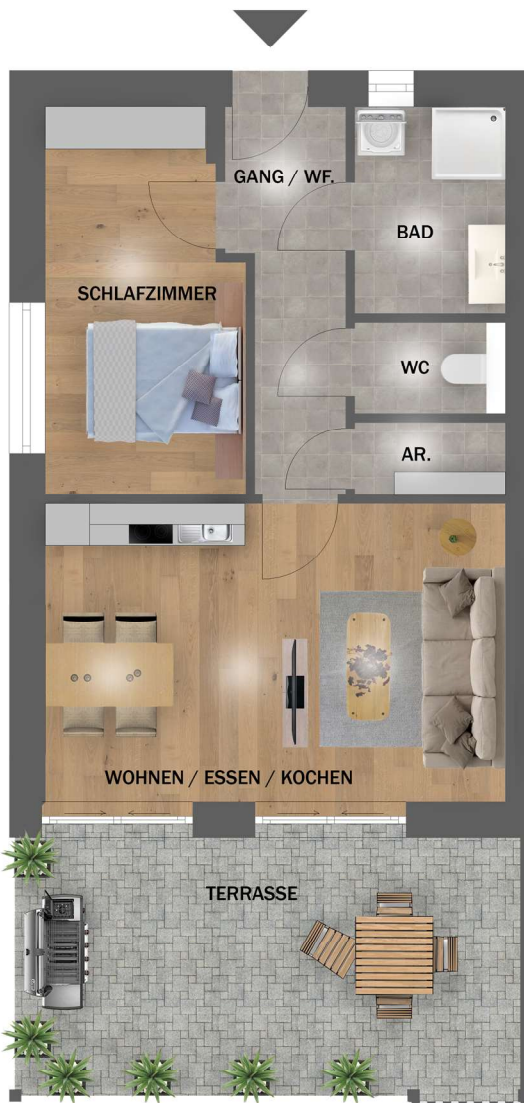 GANG / WF.
BAD
SCHLAFZIMMER
WC
AR.
WOHNEN / ESSEN / KOCHEN
TERRASSE